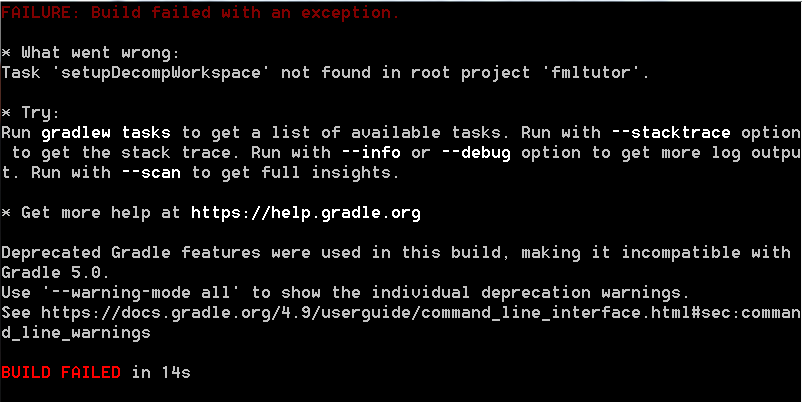 FAILURE: Build failed with an exception.
* What went wrong:
Task 'setupDecompWorkspace' not found in root project 'fmltutor'.
* Try:
Run gradlew tasks to get a list of available tasks. Run with --stacktrace option
 to get the stack trace. Run with --info or --debug option to get more log outpu
t. Run with --scan to get full insights.
* Get more help at https://help.gradle.org
Deprecated Gradle features were used in this build, making it incompatible with
Gradle 5.0.
Use '--warning-mode all' to show the individual deprecation warnings.
See https://docs.gradle.org/4.9/userguide/command_line_interface.html#sec:comman
d_line_warnings
BUILD FAILED in 14s